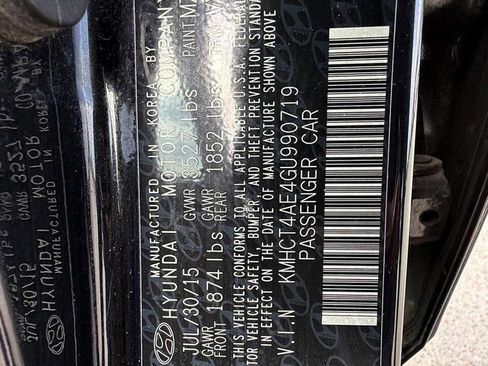 MANUFACTURED IN KOREA BY
HYUNDAI MOTOR COMPANY
JUL/30/15 GVWR 3527 lbs PAINT
GAWR 1874 lbs GAWR 1852 lbs
FRONT REAR
THIS VEHICLE CONFORMS TO ALL APPLICABLE U.S.A. FEDERAL
MOTOR VEHICLE SAFETY, BUMPER, AND THEFT PREVENTION STANDARDS
IN EFFECT ON THE DATE OF MANUFACTURE
V.I.N KMHCT4AE4GU990719
PASSENGER CAR